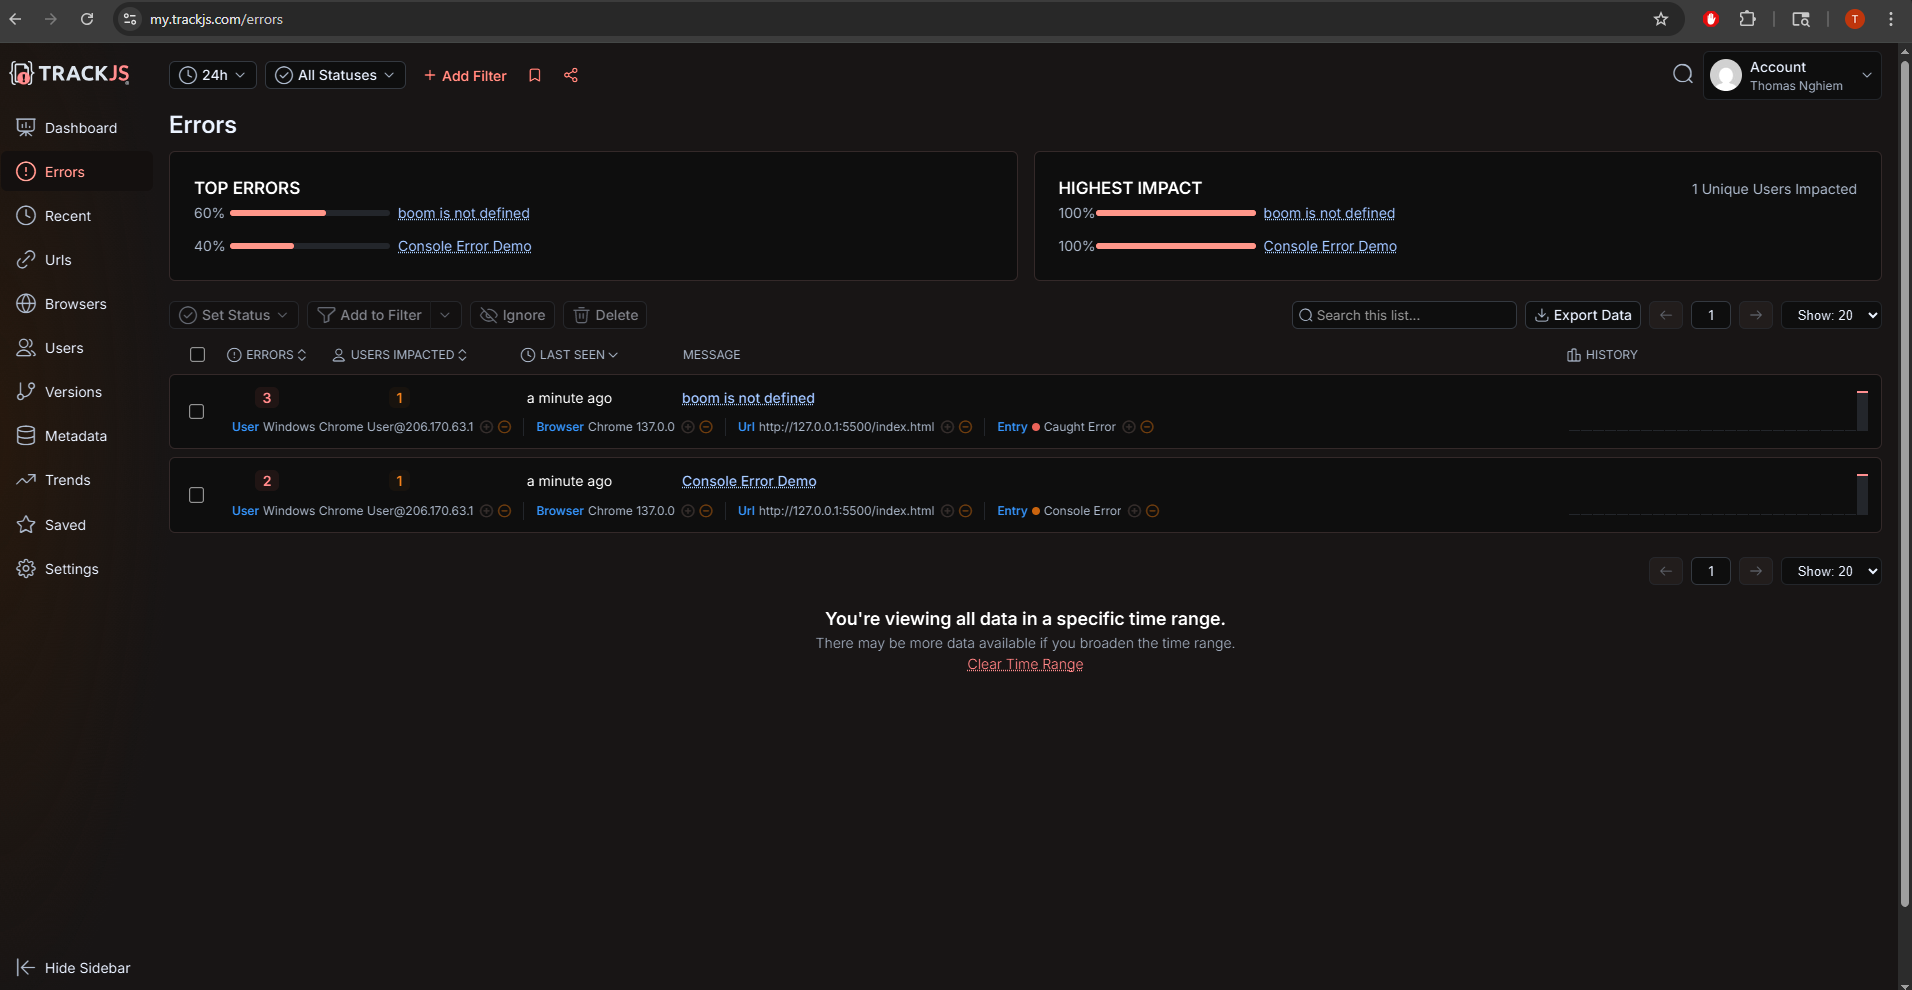 my.trackjs.com/errors
T
TRACKJS
24h
All Statuses
+ Add Filter
Account
Thomas Nghiem
Dashboard
Errors
Recent
Urls
Browsers
Users
Versions
Metadata
Trends
Saved
Settings
Hide Sidebar
Errors
TOP ERRORS
60% boom is not defined
40% Console Error Demo
HIGHEST IMPACT
1 Unique Users Impacted
100% boom is not defined
100% Console Error Demo
Set Status
Add to Filter
Ignore
Delete
Search this list...
Export Data
1
Show: 20
ERRORS USERS IMPACTED LAST SEEN MESSAGE HISTORY
3 1 a minute ago boom is not defined
User Windows Chrome User@206.170.63.1 Browser Chrome 137.0.0 Url http://127.0.0.1:5500/index.html Entry Caught Error
2 1 a minute ago Console Error Demo
User Windows Chrome User@206.170.63.1 Browser Chrome 137.0.0 Url http://127.0.0.1:5500/index.html Entry Console Error
1
Show: 20
You're viewing all data in a specific time range.
There may be more data available if you broaden the time range.
Clear Time Range